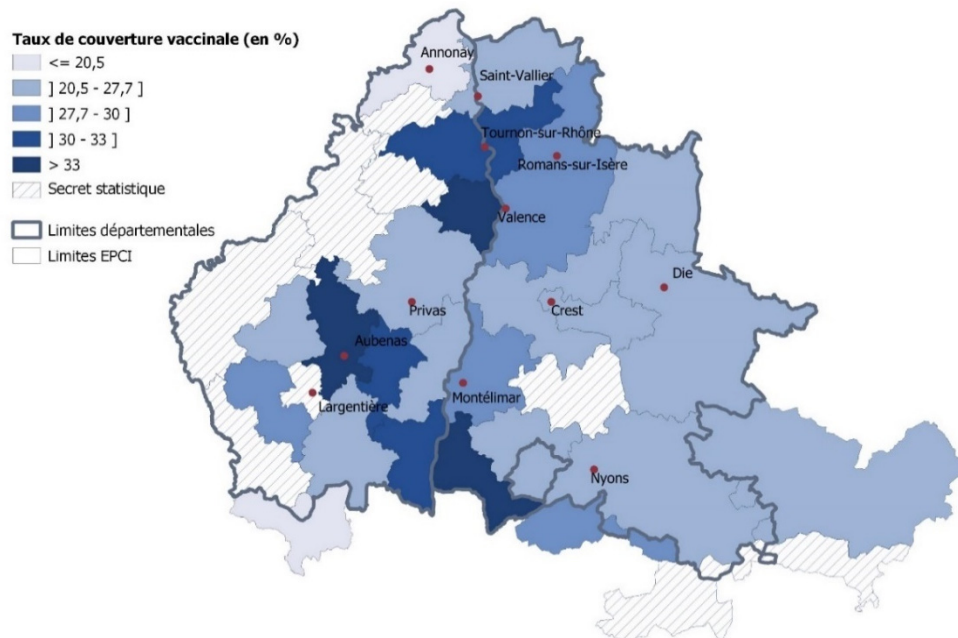 Taux de couverture vaccinale (en %)
<= 20,5
] 20,5 - 27,7 ]
] 27,7 - 30 ]
] 30 - 33 ]
> 33
Secret statistique
Limites départementales
Limites EPCI
Annonay
Saint-Vallier
Tournon-sur-Rhône
Romans-sur-Isère
Valence
Die
Privas
Crest
Aubenas
Largentière
Montélimar
Nyons